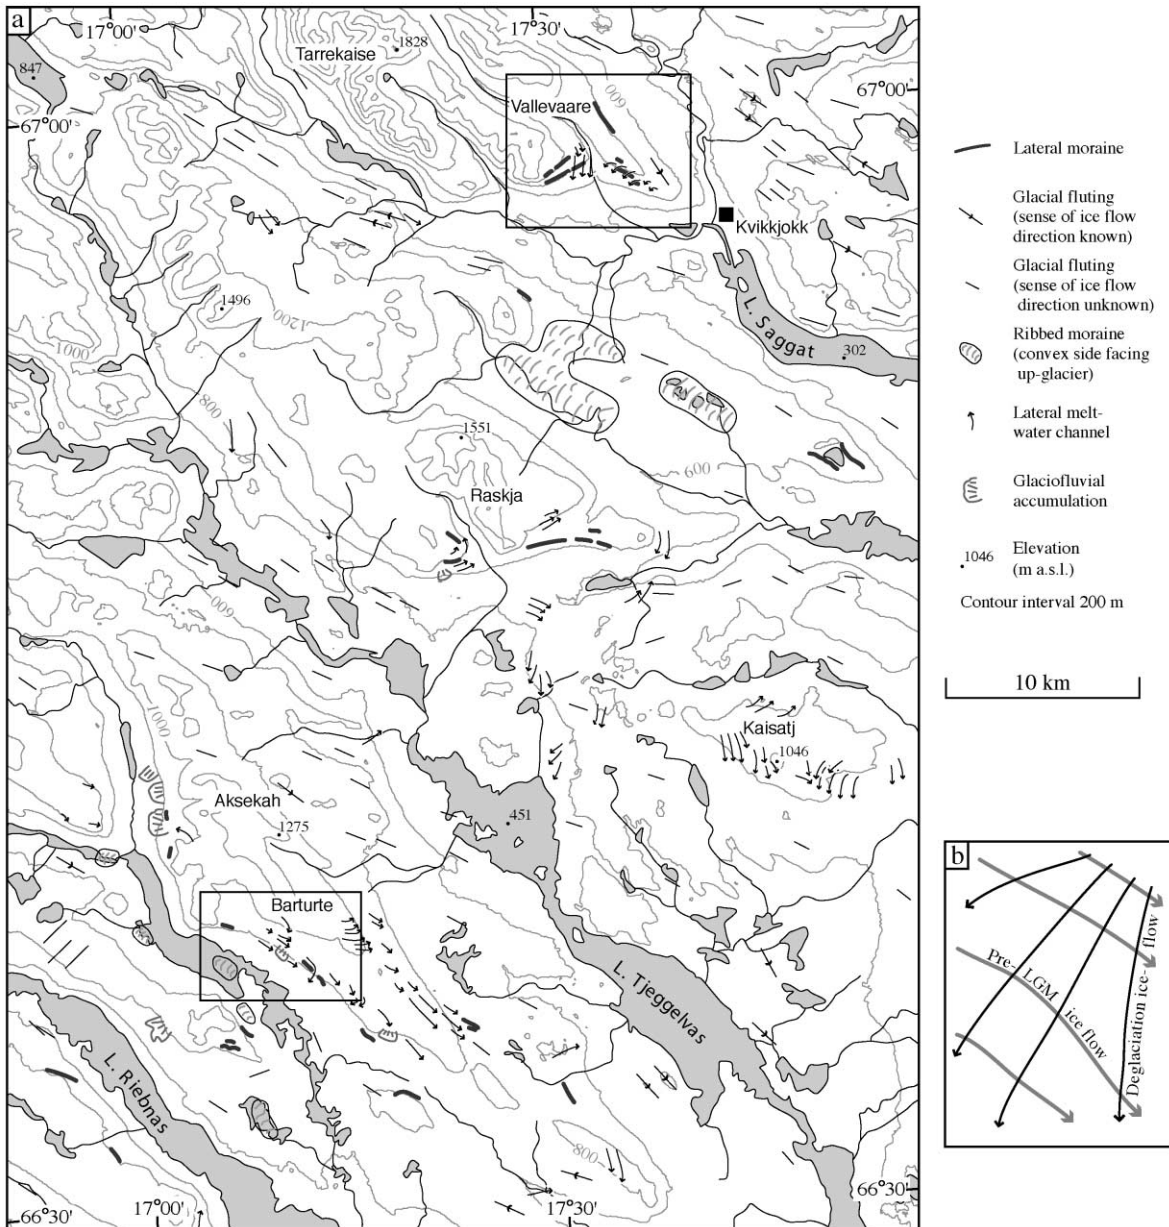 a
17°00'
17°30'
1828
Tarrekaise
847
600
67°00'
Vallevaare
67°00'
Kvikkjokk
1496
1200
L. Saggat
302
1000
800
1551
600
Raskja
600
1000
Kaisatj
1046
Aksekah
451
1275
Barturte
L. Tjeggelvas
L. Riebnas
800
66°30'
17°00'
17°30'
66°30'
Lateral moraine
Glacial fluting
(sense of ice flow
direction known)
Glacial fluting
(sense of ice flow
direction unknown)
Ribbed moraine
(convex side facing
up-glacier)
Lateral melt-
water channel
Glaciofluvial
accumulation
1046
Elevation
(m a.s.l.)
Contour interval 200 m
10 km
b
Pre-LGM ice flow
Deglaciation ice-flow